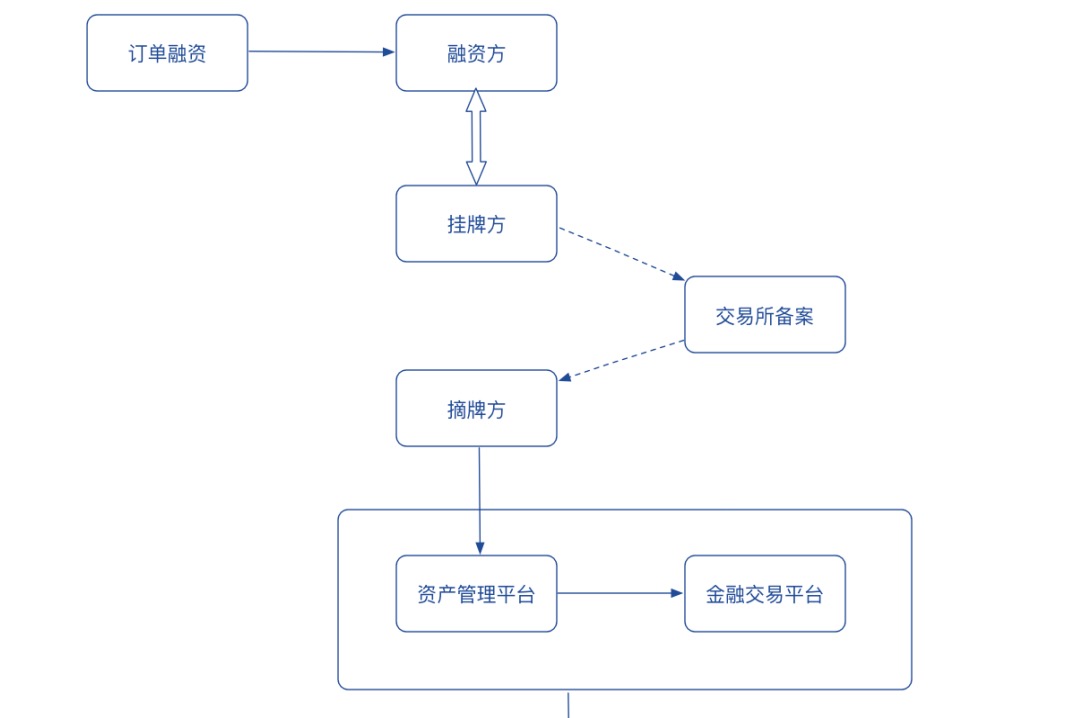 订单融资
融资方
挂牌方
交易所备案
摘牌方
资产管理平台
金融交易平台